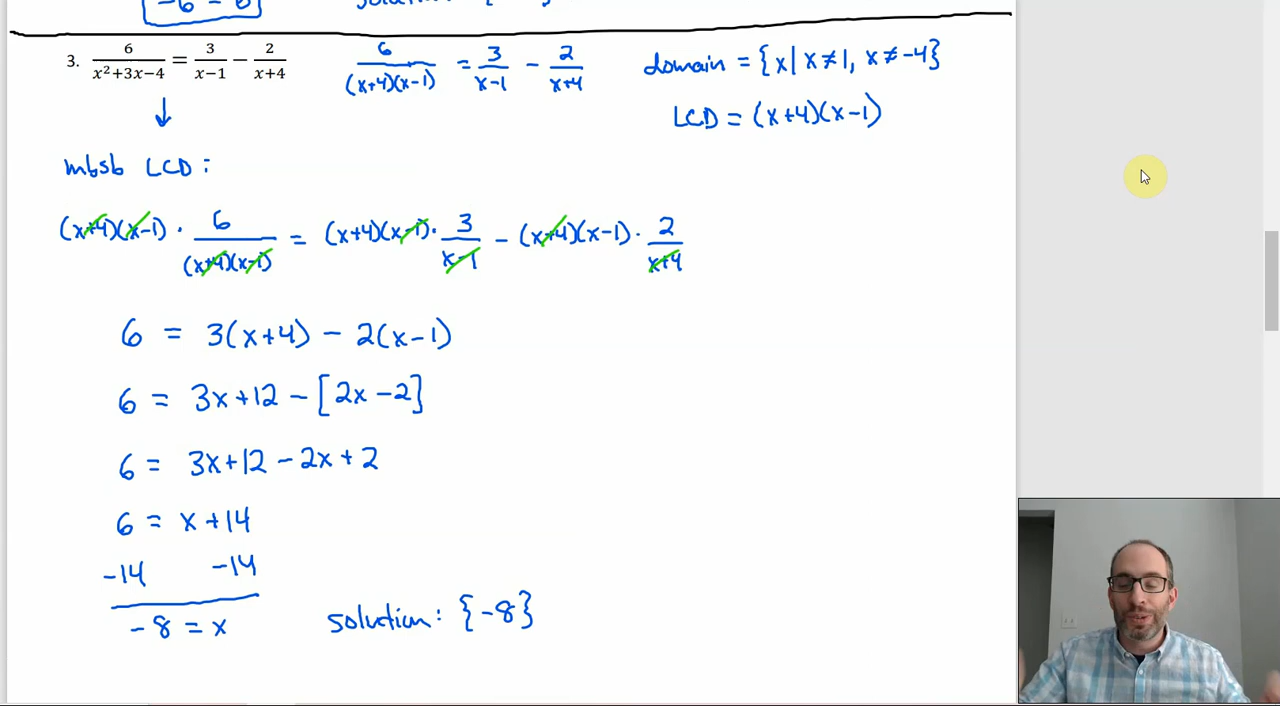 -6 = 0
3. 6/(x²+3x−4) = 3/(x−1) − 2/(x+4)
6/((x+4)(x-1)) = 3/(x-1) - 2/(x+4)
domain = {x | x ≠ 1, x ≠ -4}
↓
LCD = (x+4)(x-1)
mbsb LCD:
(x+4)(x-1) · 6/((x+4)(x-1)) = (x+4)(x-1) · 3/(x-1) - (x+4)(x-1) · 2/(x+4)
6 = 3(x+4) - 2(x-1)
6 = 3x+12 - [2x-2]
6 = 3x+12-2x+2
6 = x+14
-14 -14
-8 = x
solution: {-8}